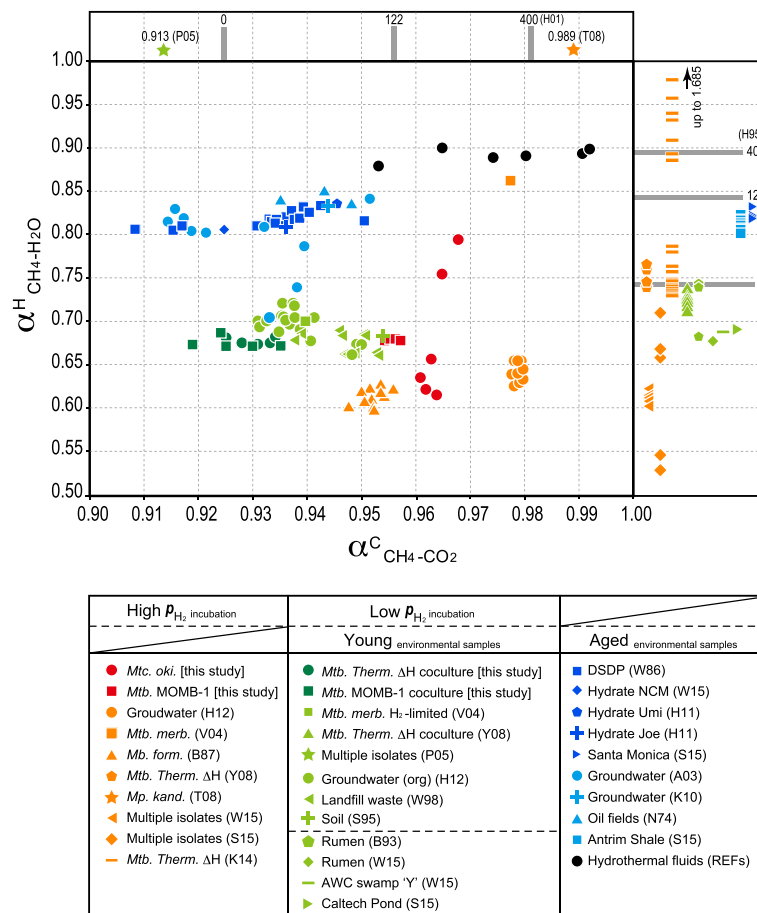 0
122
400 (H01)
0.913 (P05)
0.989 (T08)
1.00
0.95
0.90
0.85
0.80
0.75
0.70
0.65
0.60
0.55
0.50
αH CH4-H2O
up to 1.685
(H95
40
12
0.90
0.91
0.92
0.93
0.94
0.95
0.96
0.97
0.98
0.99
1.00
αC CH4-CO2
High pH2 incubation
Low pH2 incubation
Young environmental samples
Aged environmental samples
Mtc. oki. [this study]
Mtb. MOMB-1 [this study]
Groudwater (H12)
Mtb. merb. (V04)
Mb. form. (B87)
Mtb. Therm. ΔH (Y08)
Mp. kand. (T08)
Multiple isolates (W15)
Multiple isolates (S15)
Mtb. Therm. ΔH (K14)
Mtb. Therm. ΔH coculture [this study]
Mtb. MOMB-1 coculture [this study]
Mtb. merb. H2-limited (V04)
Mtb. Therm. ΔH coculture (Y08)
Multiple isolates (P05)
Groundwater (org) (H12)
Landfill waste (W98)
Soil (S95)
Rumen (B93)
Rumen (W15)
AWC swamp ‘Y’ (W15)
Caltech Pond (S15)
DSDP (W86)
Hydrate NCM (W15)
Hydrate Umi (H11)
Hydrate Joe (H11)
Santa Monica (S15)
Groundwater (A03)
Groundwater (K10)
Oil fields (N74)
Antrim Shale (S15)
Hydrothermal fluids (REFs)